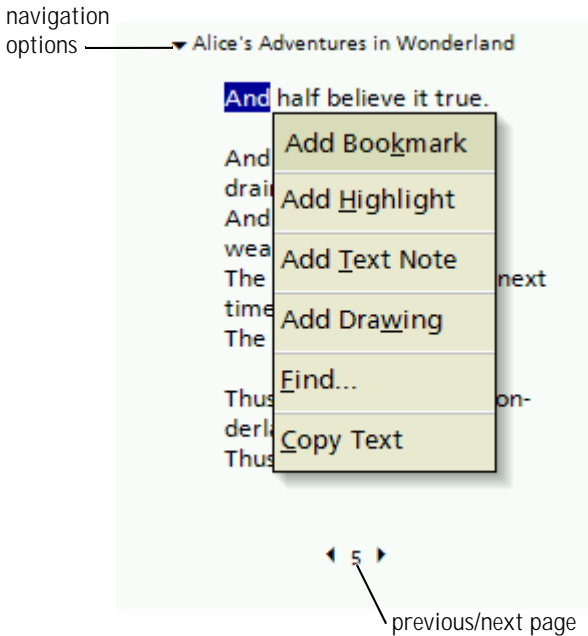 navigation
options
Alice's Adventures in Wonderland
And half believe it true.
Add Bookmark
And
drai
Add Highlight
And
wea
Add Text Note
The next
time
Add Drawing
The
Find...
Thus on-
derla
Copy Text
Thus
5
previous/next page